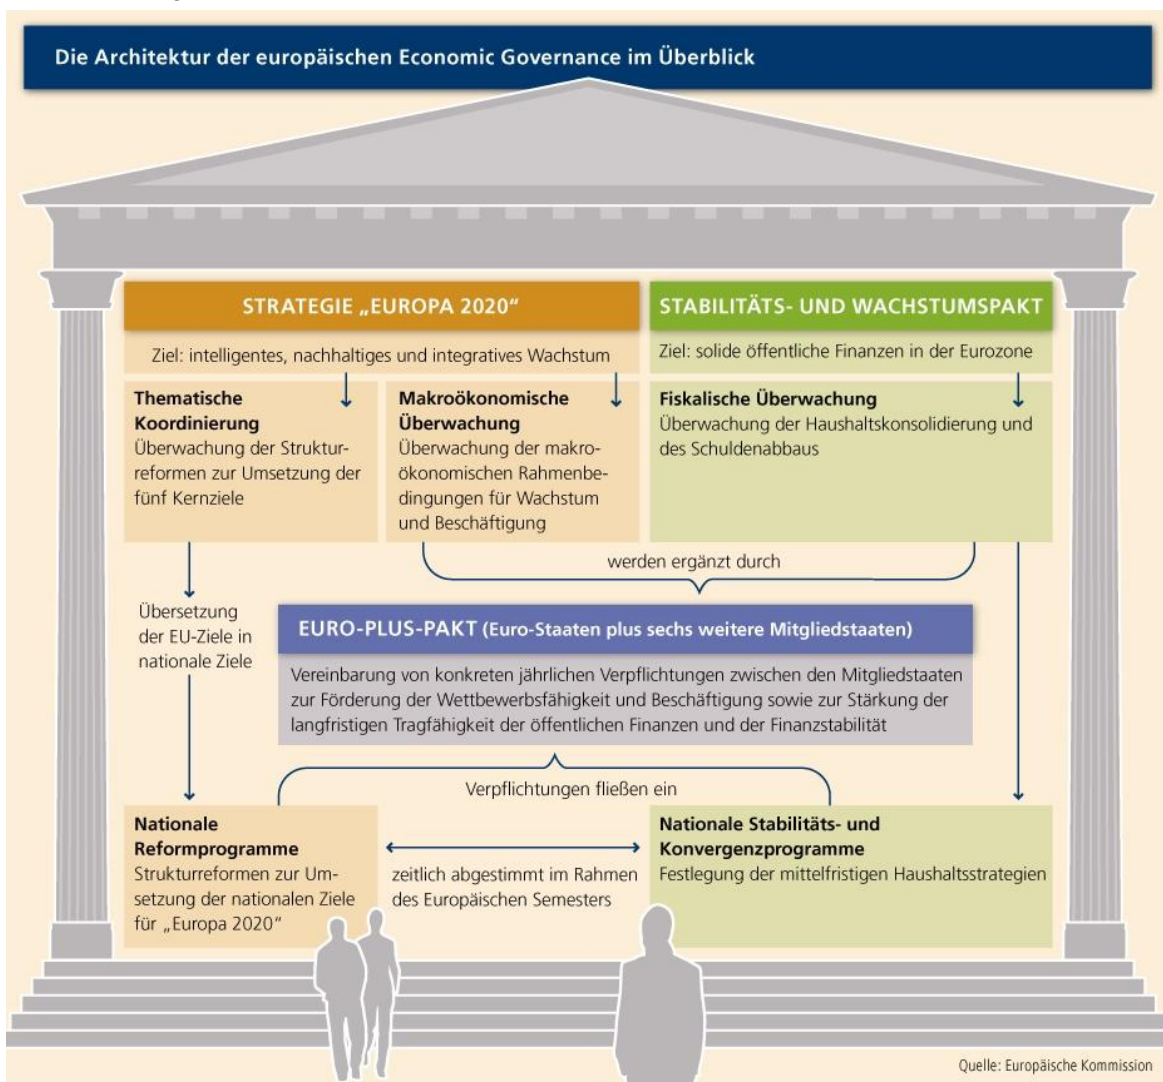 Die Architektur der europäischen Economic Governance im Überblick
STRATEGIE „EUROPA 2020“
Ziel: intelligentes, nachhaltiges und integratives Wachstum
Thematische
Koordinierung
Überwachung der Struktur-
reformen zur Umsetzung der
fünf Kernziele
Makroökonomische
Überwachung
Überwachung der makro-
ökonomischen Rahmenbe-
dingungen für Wachstum
und Beschäftigung
STABILITÄTS- UND WACHSTUMSPAKT
Ziel: solide öffentliche Finanzen in der Eurozone
Fiskalische Überwachung
Überwachung der Haushaltskonsolidierung und
des Schuldenabbaus
werden ergänzt durch
Übersetzung
der EU-Ziele in
nationale Ziele
EURO-PLUS-PAKT (Euro-Staaten plus sechs weitere Mitgliedstaaten)
Vereinbarung von konkreten jährlichen Verpflichtungen zwischen den Mitgliedstaaten
zur Förderung der Wettbewerbsfähigkeit und Beschäftigung sowie zur Stärkung der
langfristigen Tragfähigkeit der öffentlichen Finanzen und der Finanzstabilität
Verpflichtungen fließen ein
Nationale
Reformprogramme
Strukturreformen zur Um-
setzung der nationalen Ziele
für „Europa 2020“
zeitlich abgestimmt im Rahmen
des Europäischen Semesters
Nationale Stabilitäts- und
Konvergenzprogramme
Festlegung der mittelfristigen Haushaltsstrategien
Quelle: Europäische Kommission